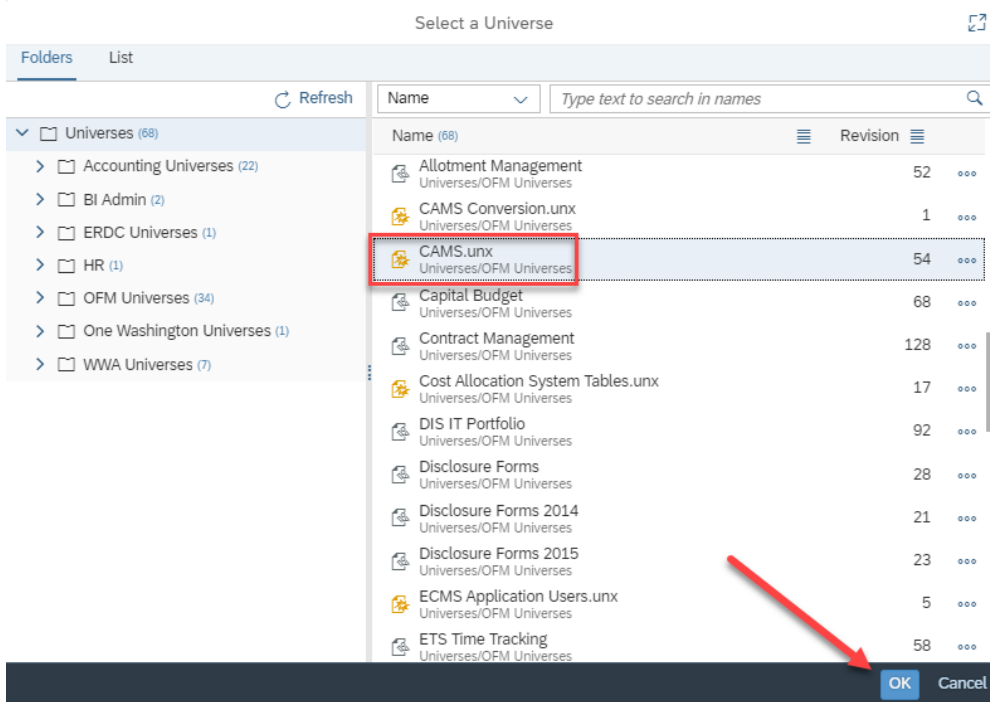 Select a Universe
Folders List
Refresh
Universes (68)
Accounting Universes (22)
BI Admin (2)
ERDC Universes (1)
HR (1)
OFM Universes (34)
One Washington Universes (1)
WWA Universes (7)
Name Type text to search in names
Name (68) Revision
Allotment Management 52
Universes/OFM Universes
CAMS Conversion.unx 1
Universes/OFM Universes
CAMS.unx 54
Universes/OFM Universes
Capital Budget 68
Universes/OFM Universes
Contract Management 128
Universes/OFM Universes
Cost Allocation System Tables.unx 17
Universes/OFM Universes
DIS IT Portfolio 92
Universes/OFM Universes
Disclosure Forms 28
Universes/OFM Universes
Disclosure Forms 2014 21
Universes/OFM Universes
Disclosure Forms 2015 23
Universes/OFM Universes
ECMS Application Users.unx 5
Universes/OFM Universes
ETS Time Tracking 58
Universes/OFM Universes
OK Cancel